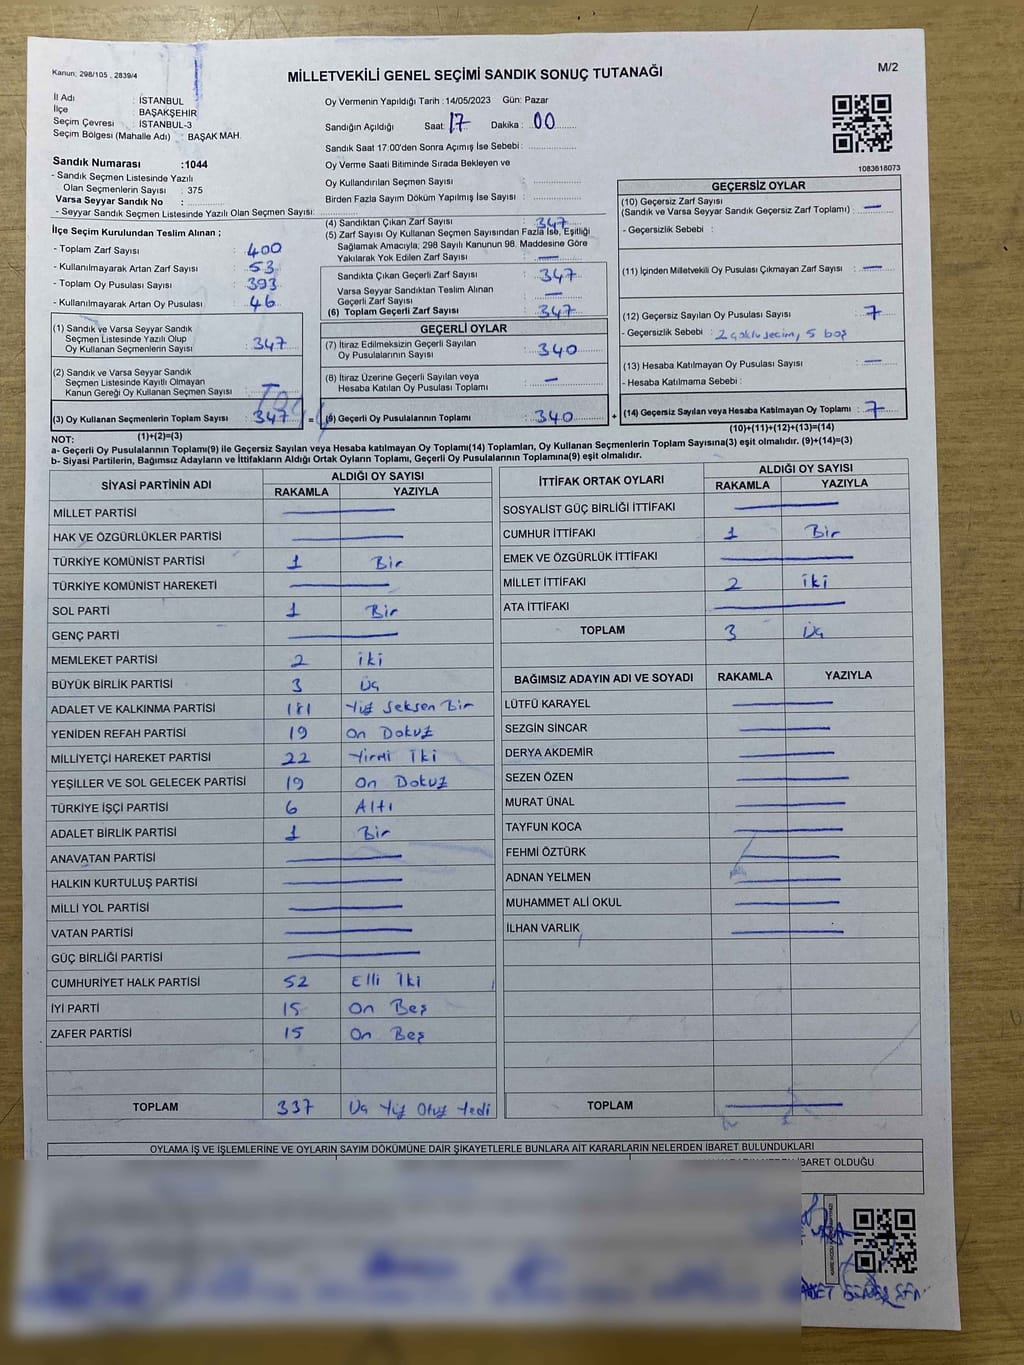 Kanun: 298/105 , 2839/4
MİLLETVEKİLİ GENEL SEÇİMİ SANDIK SONUÇ TUTANAĞI
M/2
İl Adı : İSTANBUL
İlçe : BAŞAKŞEHİR
Seçim Çevresi : İSTANBUL-3
Seçim Bölgesi (Mahalle Adı) : BAŞAK MAH.
Sandık Numarası :1044
- Sandık Seçmen Listesinde Yazılı
Olan Seçmenlerin Sayısı : 375
Varsa Seyyar Sandık No :
- Seyyar Sandık Seçmen Listesinde Yazılı Olan Seçmen Sayısı:
Oy Vermenin Yapıldığı Tarih :14/05/2023 Gün: Pazar
Sandığın Açıldığı Saat: 17 Dakika : 00
Sandık Saat 17:00'den Sonra Açımış İse Sebebi :
Oy Verme Saati Bitiminde Sırada Bekleyen ve
Oy Kullandırılan Seçmen Sayısı
Birden Fazla Sayım Döküm Yapılmış İse Sayısı :
1083618073
İlçe Seçim Kurulundan Teslim Alınan ;
- Toplam Zarf Sayısı : 400
- Kullanılmayarak Artan Zarf Sayısı : 53
- Toplam Oy Pusulası Sayısı : 393
- Kullanılmayarak Artan Oy Pusulası : 46
(1) Sandık ve Varsa Seyyar Sandık
Seçmen Listesinde Yazılı Olup
Oy Kullanan Seçmenlerin Sayısı : 347
(2) Sandık ve Varsa Seyyar Sandık
Seçmen Listesinde Kayıtlı Olmayan
Kanun Gereği Oy Kullanan Seçmen Sayısı
(3) Oy Kullanan Seçmenlerin Toplam Sayısı 347 =
(1)+(2)=(3)
(4) Sandıktan Çıkan Zarf Sayısı : 347
(5) Zarf Sayısı Oy Kullanan Seçmen Sayısından Fazla İse, Eşitliği
Sağlamak Amacıyla, 298 Sayılı Kanunun 98. Maddesine Göre
Yakılarak Yok Edilen Zarf Sayısı : —
Sandıkta Çıkan Geçerli Zarf Sayısı : 347
Varsa Seyyar Sandıktan Teslim Alınan
Geçerli Zarf Sayısı : —
(6) Toplam Geçerli Zarf Sayısı : 347
GEÇERLİ OYLAR
(7) İtiraz Edilmeksizin Geçerli Sayılan
Oy Pusulalarının Sayısı : 340
(8) İtiraz Üzerine Geçerli Sayılan veya
Hesaba Katılan Oy Pusulası Toplamı : —
(9) Geçerli Oy Pusulalarının Toplamı : 340 +
GEÇERSİZ OYLAR
(10) Geçersiz Zarf Sayısı
(Sandık ve Varsa Seyyar Sandık Geçersiz Zarf Toplamı) : —
- Geçersizlik Sebebi :
(11) İçinden Milletvekili Oy Pusulası Çıkmayan Zarf Sayısı : —
(12) Geçersiz Sayılan Oy Pusulası Sayısı : 7
- Geçersizlik Sebebi : 2 çoklu seçim, 5 boş
(13) Hesaba Katılmayan Oy Pusulası Sayısı : —
- Hesaba Katılmama Sebebi :
(14) Geçersiz Sayılan veya Hesaba Katılmayan Oy Toplamı : 7
(10)+(11)+(12)+(13)=(14)
NOT:
a- Geçerli Oy Pusulalarının Toplamı(9) ile Geçersiz Sayılan veya Hesaba katılmayan Oy Toplamı(14) Toplamları, Oy Kullanan Seçmenlerin Toplam Sayısına(3) eşit olmalıdır. (9)+(14)=(3)
b- Siyasi Partilerin, Bağımsız Adayların ve İttifakların Aldığı Ortak Oyların Toplamı, Geçerli Oy Pusulalarının Toplamına(9) eşit olmalıdır.
SİYASİ PARTİNİN ADI ALDIĞI OY SAYISI
RAKAMLA YAZIYLA
MİLLET PARTİSİ —
HAK VE ÖZGÜRLÜKLER PARTİSİ —
TÜRKİYE KOMÜNİST PARTİSİ 1 Bir
TÜRKİYE KOMÜNİST HAREKETİ —
SOL PARTİ 1 Bir
GENÇ PARTİ —
MEMLEKET PARTİSİ 2 iki
BÜYÜK BİRLİK PARTİSİ 3 Üç
ADALET VE KALKINMA PARTİSİ 181 Yüz Seksen Bir
YENİDEN REFAH PARTİSİ 19 On Dokuz
MİLLİYETÇİ HAREKET PARTİSİ 22 Yirmi İki
YEŞİLLER VE SOL GELECEK PARTİSİ 19 On Dokuz
TÜRKİYE İŞÇİ PARTİSİ 6 Altı
ADALET BİRLİK PARTİSİ 1 Bir
ANAVATAN PARTİSİ —
HALKIN KURTULUŞ PARTİSİ —
MİLLİ YOL PARTİSİ —
VATAN PARTİSİ —
GÜÇ BİRLİĞİ PARTİSİ —
CUMHURİYET HALK PARTİSİ 52 Elli İki
İYİ PARTİ 15 On Beş
ZAFER PARTİSİ 15 On Beş
TOPLAM 337 Üç Yüz Otuz Yedi
İTTİFAK ORTAK OYLARI ALDIĞI OY SAYISI
RAKAMLA YAZIYLA
SOSYALİST GÜÇ BİRLİĞİ İTTİFAKI —
CUMHUR İTTİFAKI 1 Bir
EMEK VE ÖZGÜRLÜK İTTİFAKI —
MİLLET İTTİFAKI 2 iki
ATA İTTİFAKI —
TOPLAM 3 Üç
BAĞIMSIZ ADAYIN ADI VE SOYADI RAKAMLA YAZIYLA
LÜTFÜ KARAYEL —
SEZGİN SİNCAR —
DERYA AKDEMİR —
SEZEN ÖZEN —
MURAT ÜNAL —
TAYFUN KOCA —
FEHMİ ÖZTÜRK —
ADNAN YELMEN —
MUHAMMET ALİ OKUL —
İLHAN VARLIK —
TOPLAM —
OYLAMA İŞ VE İŞLEMLERİNE VE OYLARIN SAYIM DÖKÜMÜNE DAİR ŞİKAYETLERLE BUNLARA AİT KARARLARIN NELERDEN İBARET BULUNDUKLARI
İBARET OLDUĞU